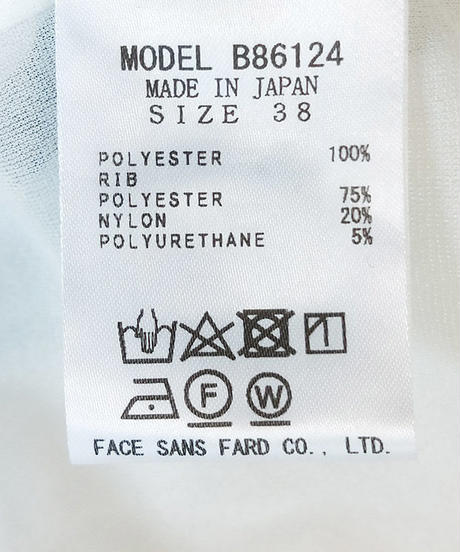 MODEL B86124
MADE IN JAPAN
SIZE 38
POLYESTER 100%
RIB
POLYESTER 75%
NYLON 20%
POLYURETHANE 5%
F W
FACE SANS FARD CO., LTD.